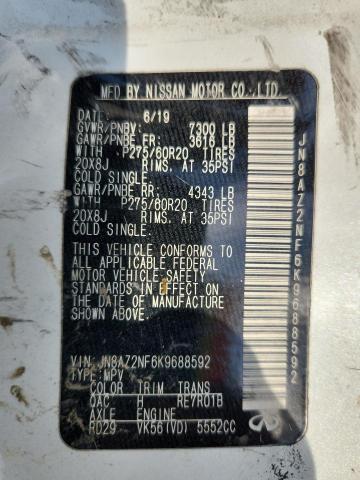 MFD BY NISSAN MOTOR CO.,LTD.
DATE: 6/19
GVWR/PNBV: 7300 LB
GAWR/PNBE FR: 3616 LB
WITH P275/60R20 TIRES
20X8J RIMS, AT 35PSI
COLD SINGLE.
GAWR/PNBE RR: 4343 LB
WITH P275/60R20 TIRES
20X8J RIMS, AT 35PSI
COLD SINGLE.
THIS VEHICLE CONFORMS TO
ALL APPLICABLE FEDERAL
MOTOR VEHICLE SAFETY
STANDARDS IN EFFECT ON
THE DATE OF MANUFACTURE
SHOWN ABOVE.
VIN: JN8AZ2NF6K9688592
TYPE: MPV
COLOR TRIM TRANS
QAC H RE7R01B
AXLE ENGINE
RD29 VK56(VD) 5552CC
JN8AZ2NF6K9688592